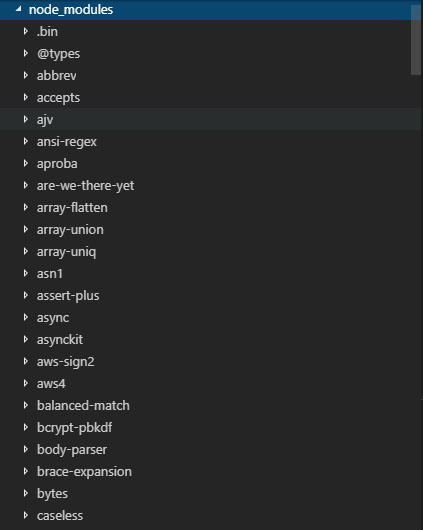 node_modules
.bin
@types
abbrev
accepts
ajv
ansi-regex
aproba
are-we-there-yet
array-flatten
array-union
array-uniq
asn1
assert-plus
async
asynckit
aws-sign2
aws4
balanced-match
bcrypt-pbkdf
body-parser
brace-expansion
bytes
caseless